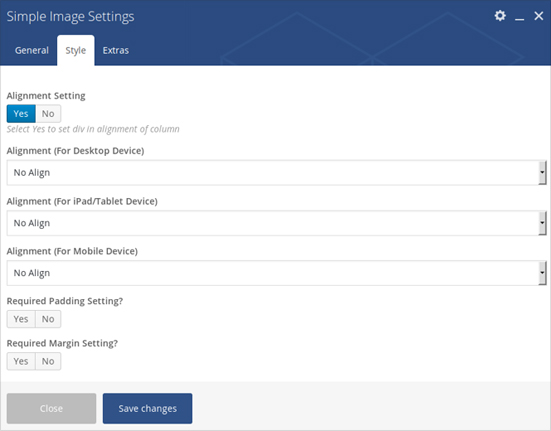 Simple Image Settings
General Style Extras
Alignment Setting
Yes No
Select Yes to set div in alignment of column
Alignment (For Desktop Device)
No Align
Alignment (For iPad/Tablet Device)
No Align
Alignment (For Mobile Device)
No Align
Required Padding Setting?
Yes No
Required Margin Setting?
Yes No
Close Save changes